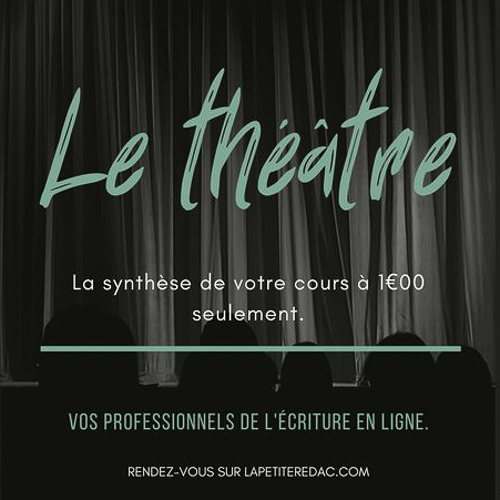 Le théâtre
La synthèse de votre cours à 1€00
seulement.
VOS PROFESSIONNELS DE L'ÉCRITURE EN LIGNE.
RENDEZ-VOUS SUR LAPETITEREDAC.COM